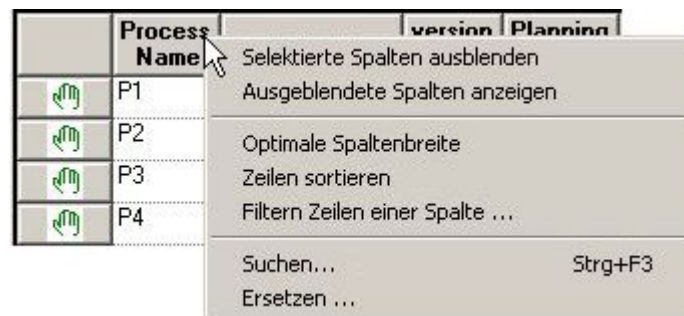 Process version Planning
Name
P1
P2
P3
P4
Selektierte Spalten ausblenden
Ausgeblendete Spalten anzeigen
Optimale Spaltenbreite
Zeilen sortieren
Filtern Zeilen einer Spalte ...
Suchen... Strg+F3
Ersetzen ...